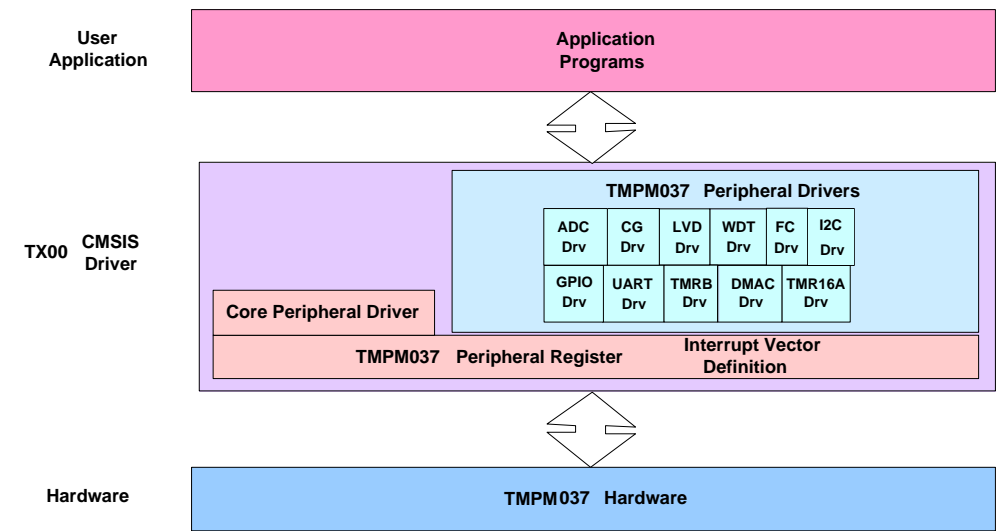 User
Application
Application
Programs
TX00 CMSIS
Driver
TMPM037 Peripheral Drivers
ADC
Drv
CG
Drv
LVD
Drv
WDT
Drv
FC
Drv
I2C
Drv
GPIO
Drv
UART
Drv
TMRB
Drv
DMAC
Drv
TMR16A
Drv
Core Peripheral Driver
TMPM037 Peripheral Register
Interrupt Vector
Definition
Hardware
TMPM037 Hardware